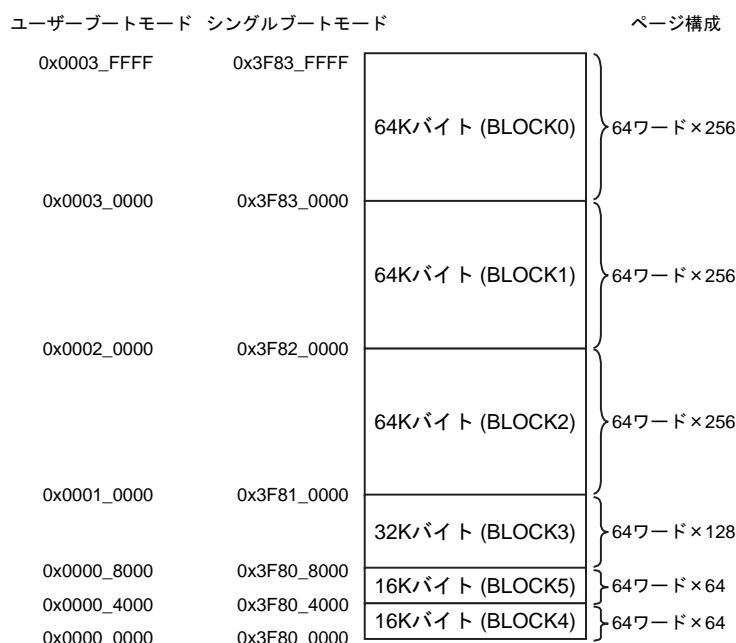 ユーザーブートモード シングルブートモード ページ構成
0x0003_FFFF 0x3F83_FFFF
64Kバイト (BLOCK0) 64ワード×256
0x0003_0000 0x3F83_0000
64Kバイト (BLOCK1) 64ワード×256
0x0002_0000 0x3F82_0000
64Kバイト (BLOCK2) 64ワード×256
0x0001_0000 0x3F81_0000
32Kバイト (BLOCK3) 64ワード×128
0x0000_8000 0x3F80_8000
16Kバイト (BLOCK5) 64ワード×64
0x0000_4000 0x3F80_4000
16Kバイト (BLOCK4) 64ワード×64
0x0000_0000 0x3F80_0000